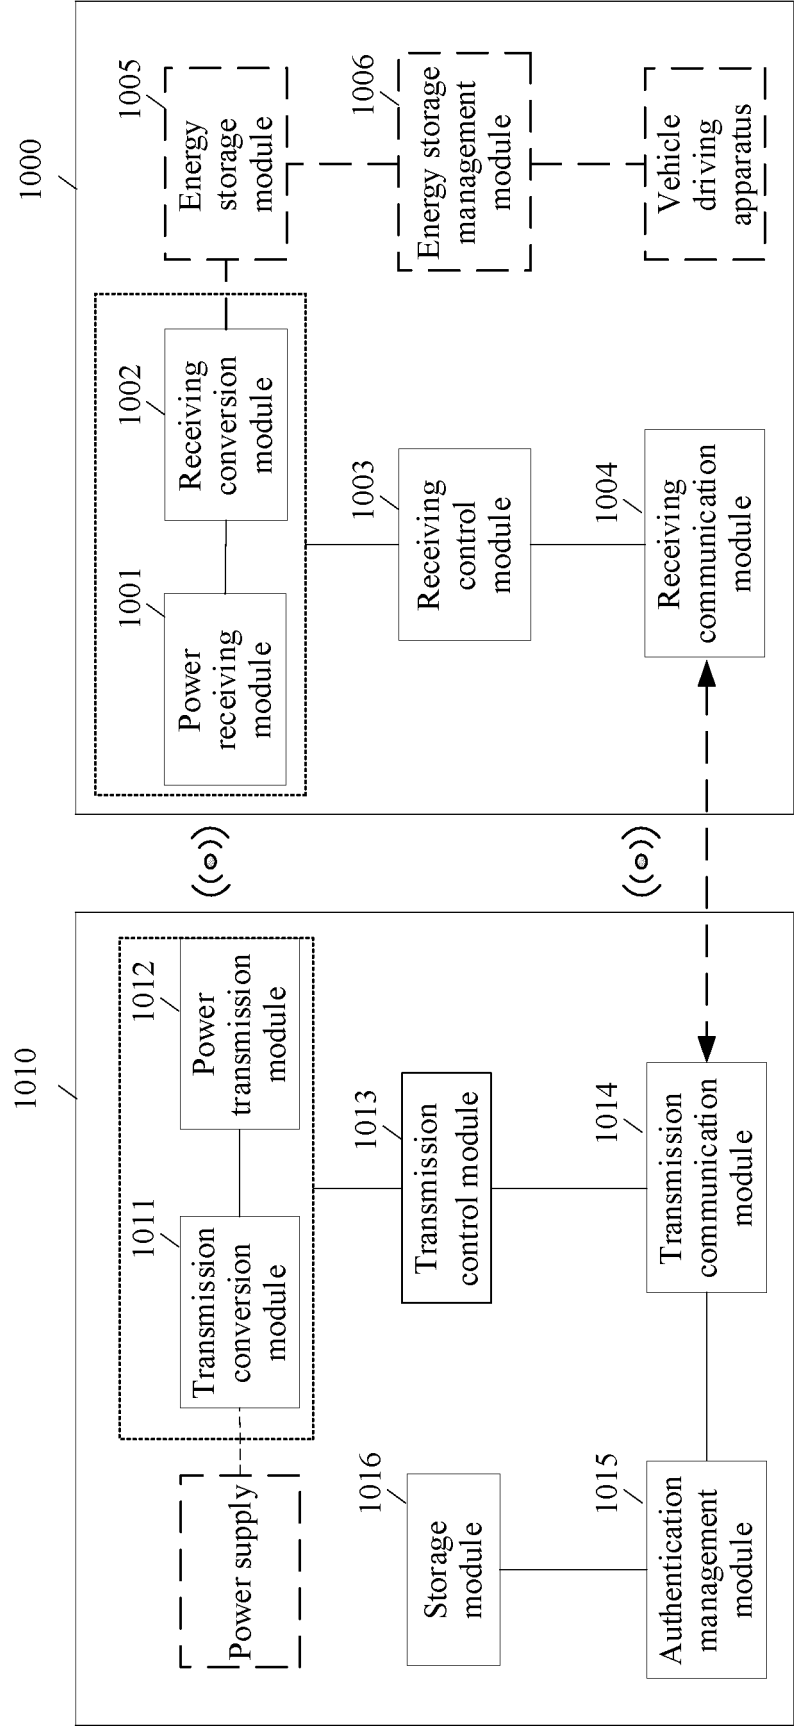 1010
1000
Power supply
1011
Transmission
conversion
module
1012
Power
transmission
module
1001
Power
receiving
module
1002
Receiving
conversion
module
1005
Energy
storage
module
1016
Storage
module
1013
Transmission
control module
1003
Receiving
control
module
1006
Energy storage
management
module
1015
Authentication
management
module
1014
Transmission
communication
module
1004
Receiving
communication
module
Vehicle
driving
apparatus